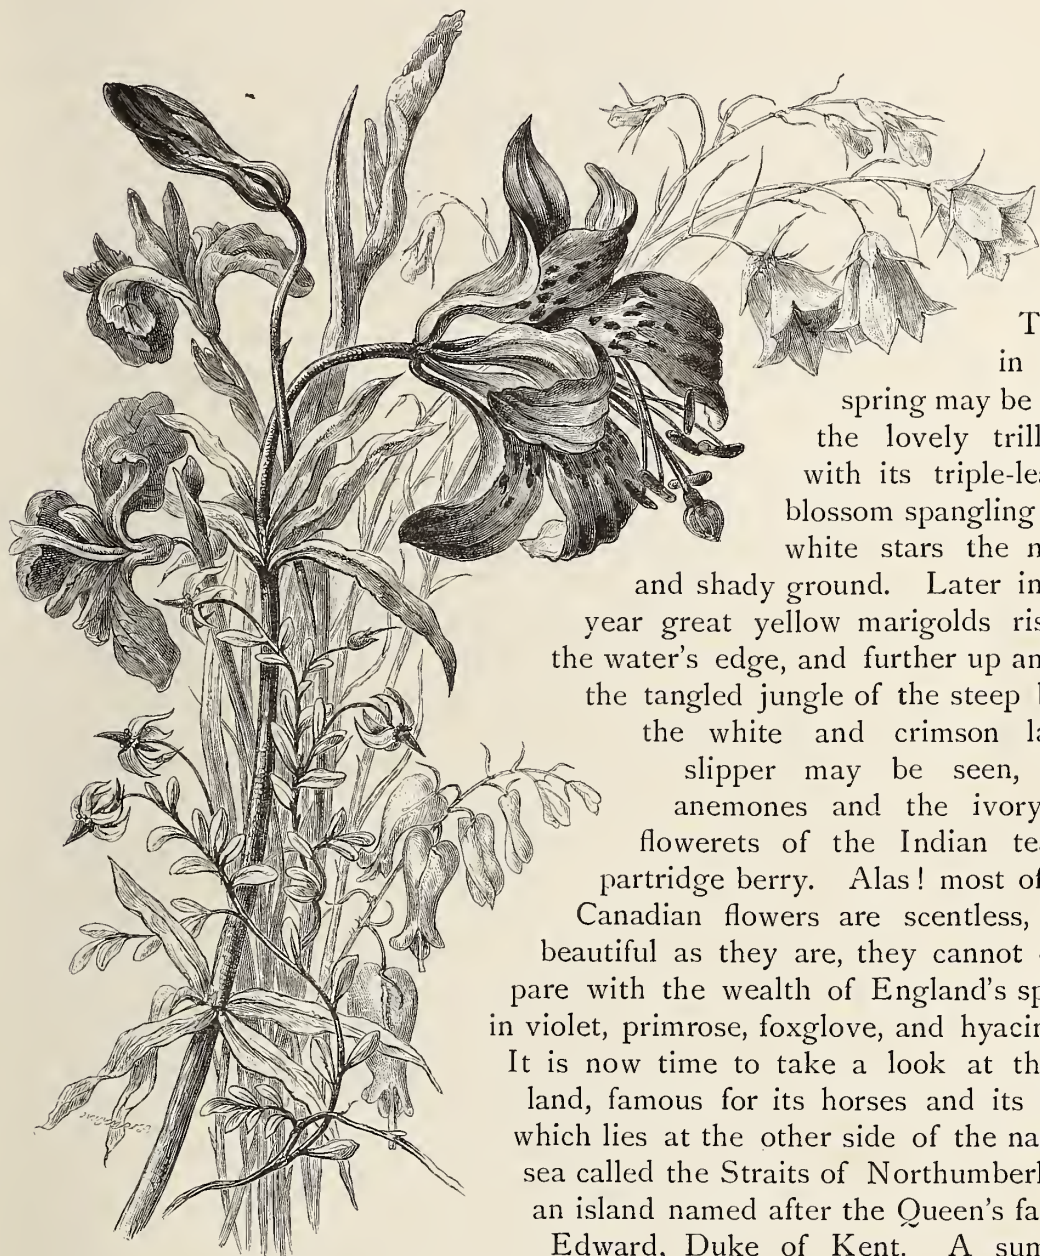 T
in
spring may be
the lovely trill
with its triple-lea
blossom spangling
white stars the
and shady ground. Later in
year great yellow marigolds ris
the water's edge, and further up an
the tangled jungle of the steep
the white and crimson la
slipper may be seen,
anemones and the ivory
flowerets of the Indian te
partridge berry. Alas! most of
Canadian flowers are scentless,
beautiful as they are, they cannot
pare with the wealth of England's sp
in violet, primrose, foxglove, and hyacin
It is now time to take a look at th
land, famous for its horses and its
which lies at the other side of the na
sea called the Straits of Northumberl
an island named after the Queen's fa
Edward, Duke of Kent. A sum